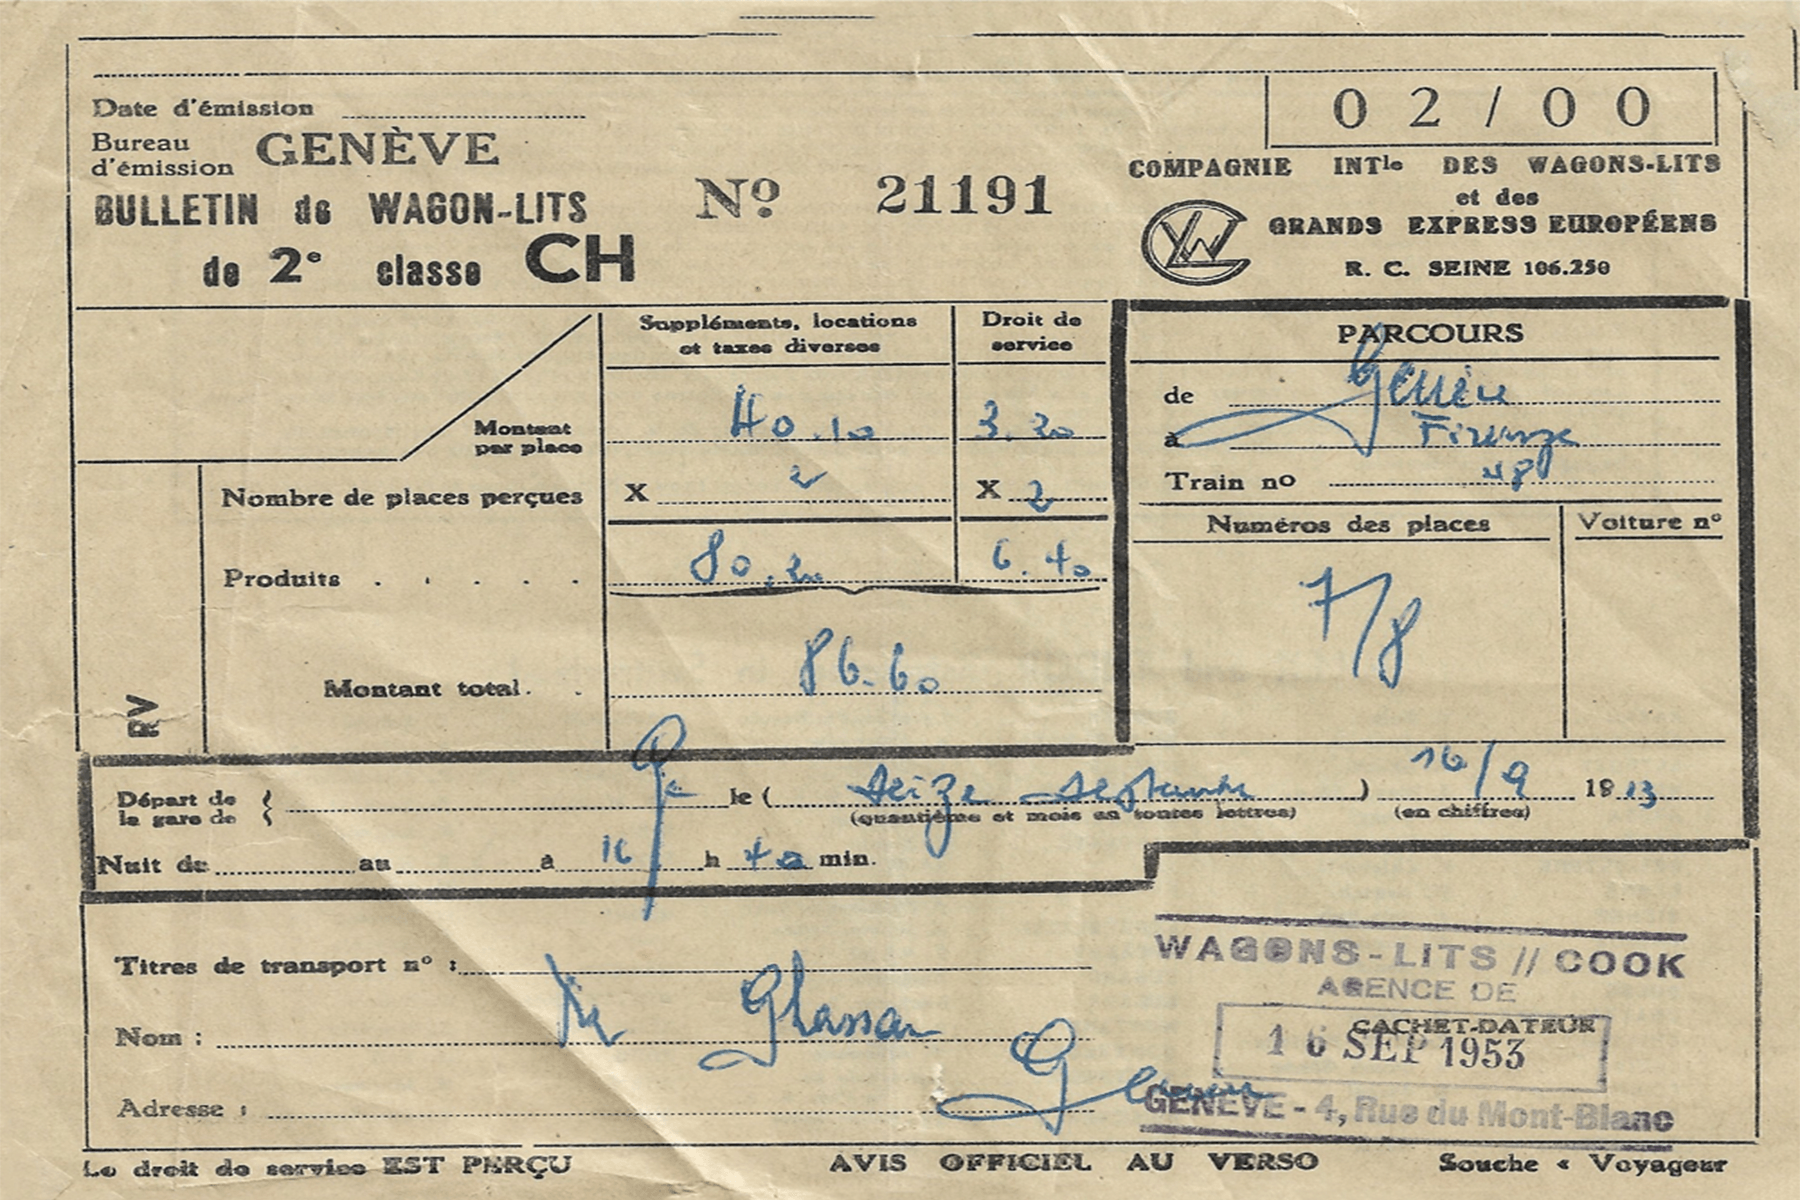 Date d'émission
Bureau d'émission GENÈVE
BULLETIN de WAGON-LITS
de 2e classe CH
No 21191
02/00
COMPAGNIE INTle DES WAGONS-LITS
et des
GRANDS EXPRESS EUROPÉENS
R. C. SEINE 106.250
Suppléments, locations et taxes diverses
Droit de service
Montant par place 40.10 3.20
Nombre de places perçues X 2 X 2
Produits . . . . . 80.20 6.40
Montant total . . 86.60
RV
PARCOURS
de Genève
à Firenze
Train no 48
Numéros des places
Voiture n°
7/8
Départ de la gare de { Ge le ( seize septembre ) 16/9 19
(quantième et mois en toutes lettres) (en chiffres)
Nuit du au à 16 h 40 min.
Titres de transport n° :
Nom : Mr
Adresse : Genève
WAGONS-LITS // COOK
AGENCE DE
CACHET-DATEUR
16 SEP 1953
GENÈVE - 4, Rue du Mont-Blanc
Le droit de service EST PERÇU
AVIS OFFICIEL AU VERSO
Souche « Voyageur